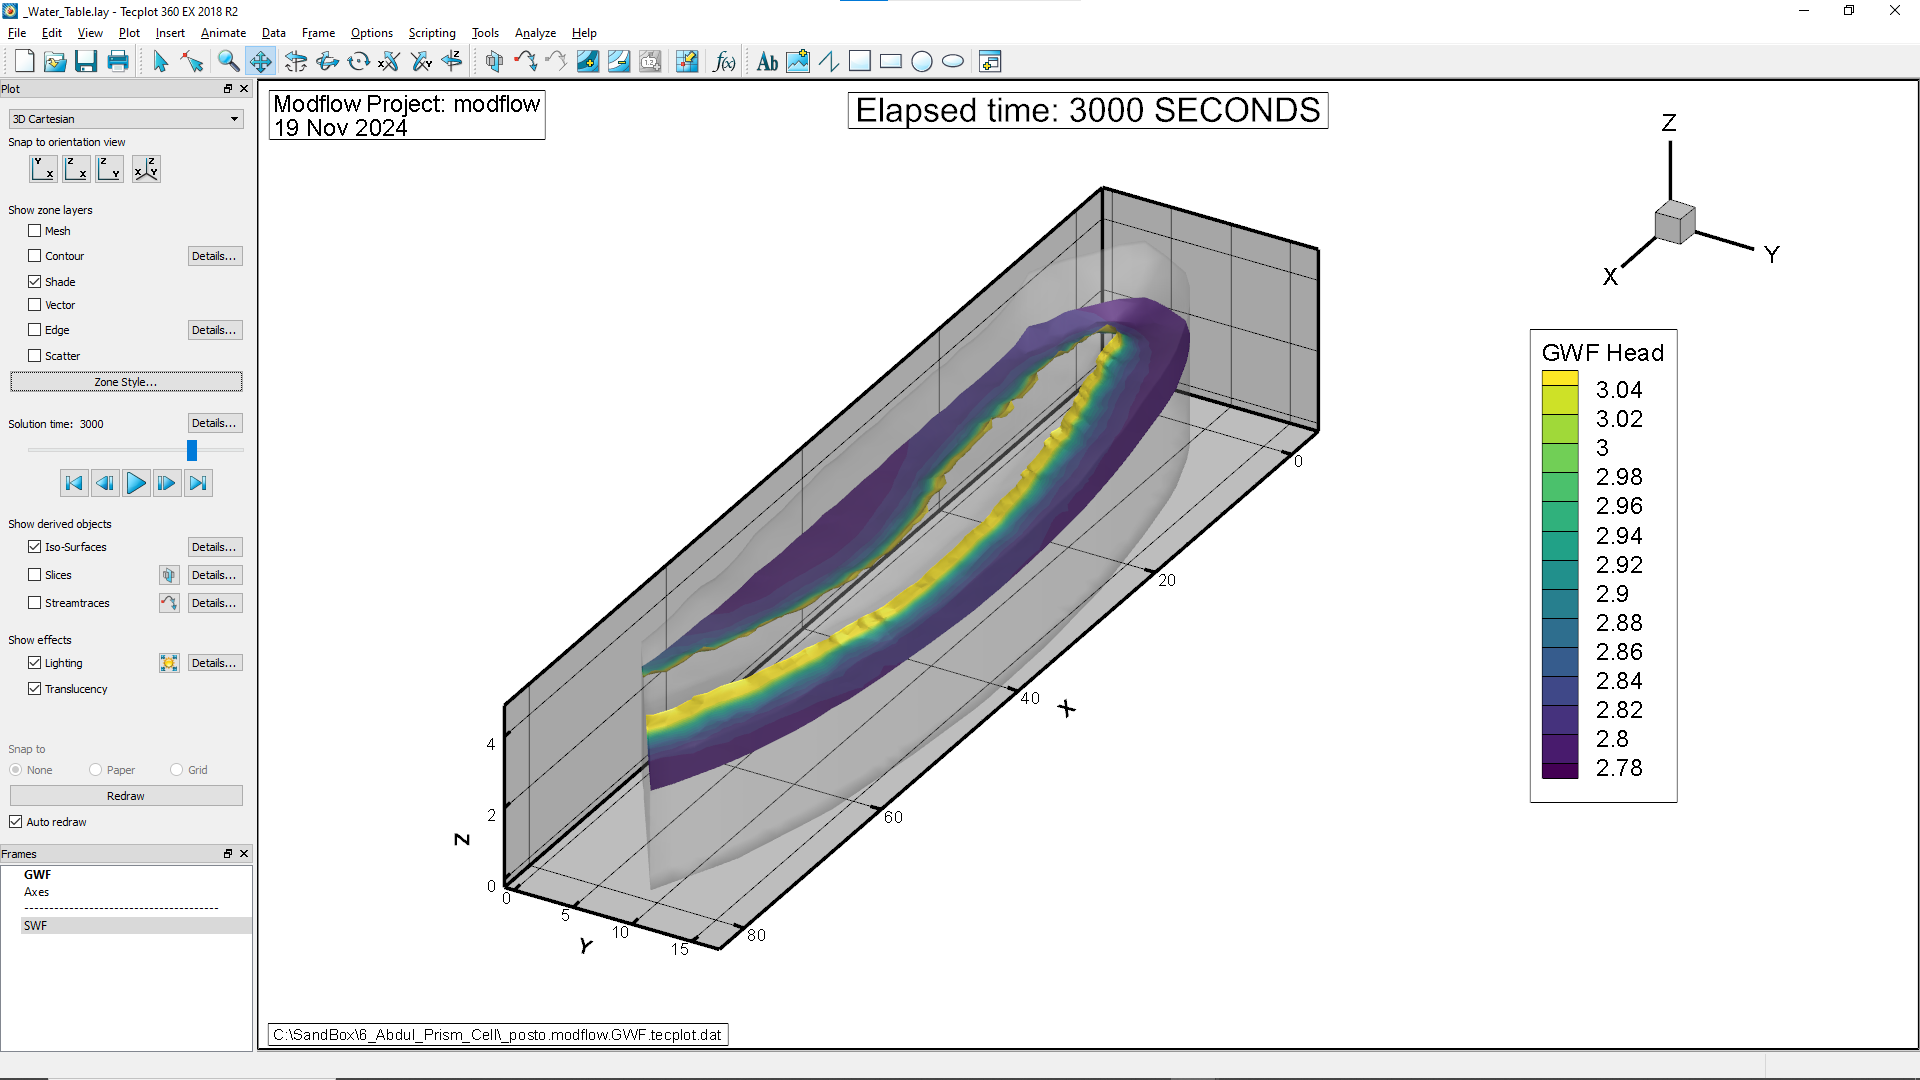 _Water_Table.lay - Tecplot 360 EX 2018 R2
File Edit View Plot Insert Animate Data Frame Options Scripting Tools Analyze Help
Ab f(x)
Plot
3D Cartesian
Snap to orientation view
Y X Z X Z Y X Z Y
Show zone layers
Mesh
Contour Details...
Shade
Vector
Edge Details...
Scatter
Zone Style...
Solution time: 3000 Details...
Show derived objects
Iso-Surfaces Details...
Slices Details...
Streamtraces Details...
Show effects
Lighting Details...
Translucency
Snap to
None Paper Grid
Redraw
Auto redraw
Frames
GWF
Axes
SWF
Modflow Project: modflow
19 Nov 2024
Elapsed time: 3000 SECONDS
Z
Y
X
GWF Head
3.04
3.02
3
2.98
2.96
2.94
2.92
2.9
2.88
2.86
2.84
2.82
2.8
2.78
0
20
40
X
60
80
4
2
0
Z
0
5
10
15
Y
C:\SandBox\6_Abdul_Prism_Cell\_posto.modflow.GWF.tecplot.dat